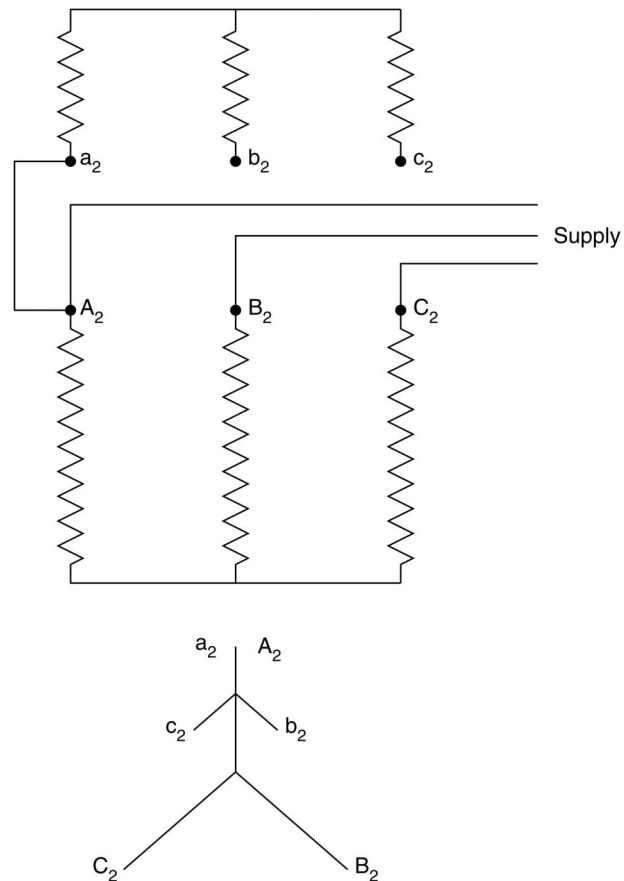 a₂ b₂ c₂
Supply
A₂ B₂ C₂
a₂ A₂
c₂ b₂
C₂ B₂